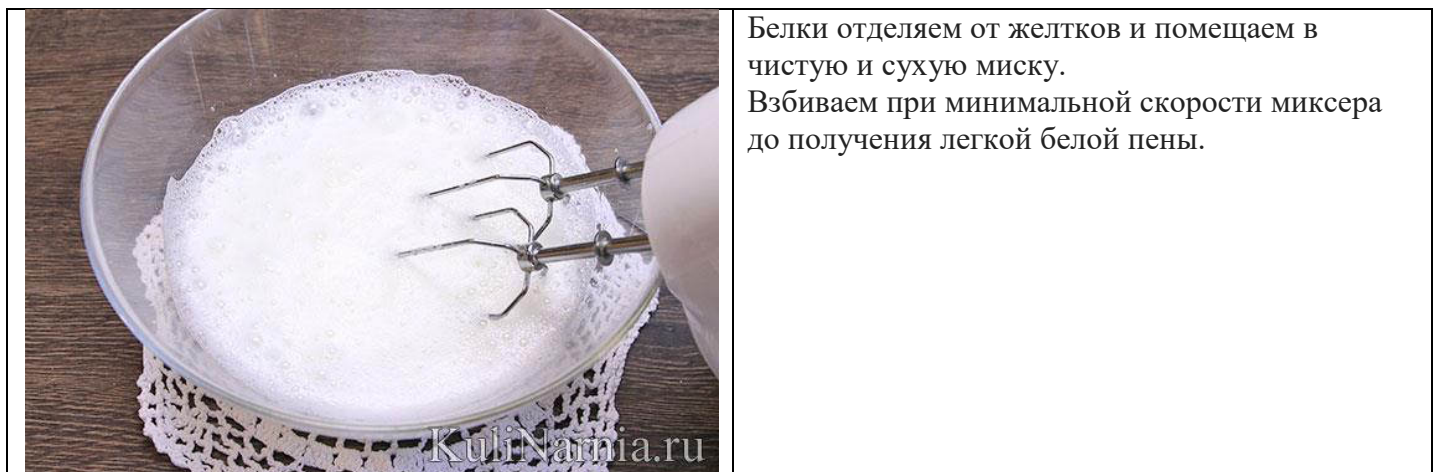 Белки отделяем от желтков и помещаем в
чистую и сухую миску.
Взбиваем при минимальной скорости миксера
до получения легкой белой пены.
KuliNarnia.ru